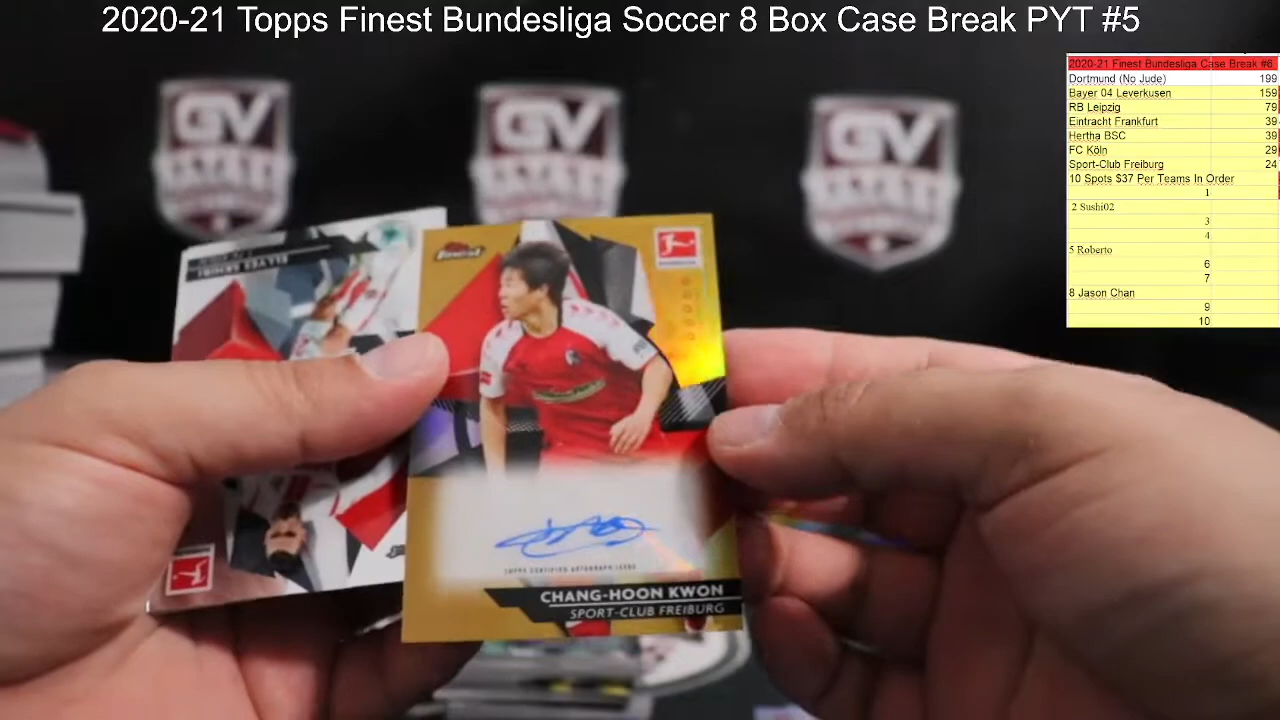 2020-21 Topps Finest Bundesliga Soccer 8 Box Case Break PYT #5
2020-21 Finest Bundesliga Case Break #6
Dortmund (No Jude) 199
Bayer 04 Leverkusen 159
RB Leipzig 79
Eintracht Frankfurt 39
Hertha BSC 39
FC Köln 29
Sport-Club Freiburg 24
10 Spots $37 Per Teams In Order
1
2 Sushi02
3
4
5 Roberto
6
7
8 Jason Chan
9
10
GV
GV
GV
Finest
TOPPS CERTIFIED AUTOGRAPH ISSUE
CHANG-HOON KWON
SPORT-CLUB FREIBURG